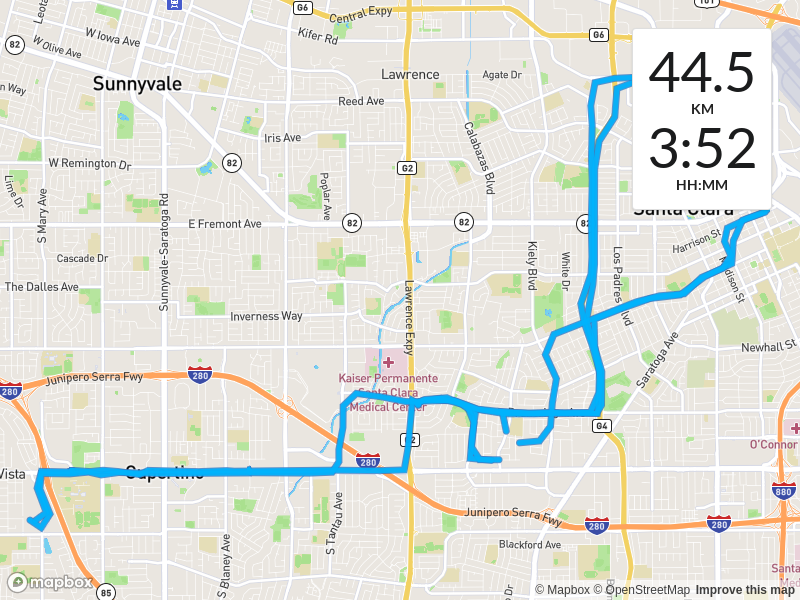 G6
Central Expy
101
Kifer Rd
G6
82
W Olive Ave
W Iowa Ave
Sunnyvale
Lawrence
Agate Dr
Reed Ave
44.5
KM
3:52
HH:MM
Iris Ave
Calabazas Blvd
W Remington Dr
82
G2
Lime Dr
S Mary Ave
Sunnyvale-Saratoga Rd
Poplar Ave
E Fremont Ave
82
82
82
Santa Clara
Harrison St
Madison St
Kiely Blvd
White Dr
Los Padres Blvd
Cascade Dr
The Dalles Ave
Inverness Way
Lawrence Expy
Newhall St
Saratoga Ave
280
Junipero Serra Fwy
280
Kaiser Permanente
Santa Clara
Medical Center
G2
G4
O'Connor
Vista
Cupertino
280
880
S Tantau Ave
S Blaney Ave
Junipero Serra Fwy
280
280
Blackford Ave
85
mapbox
© Mapbox © OpenStreetMap Improve this map